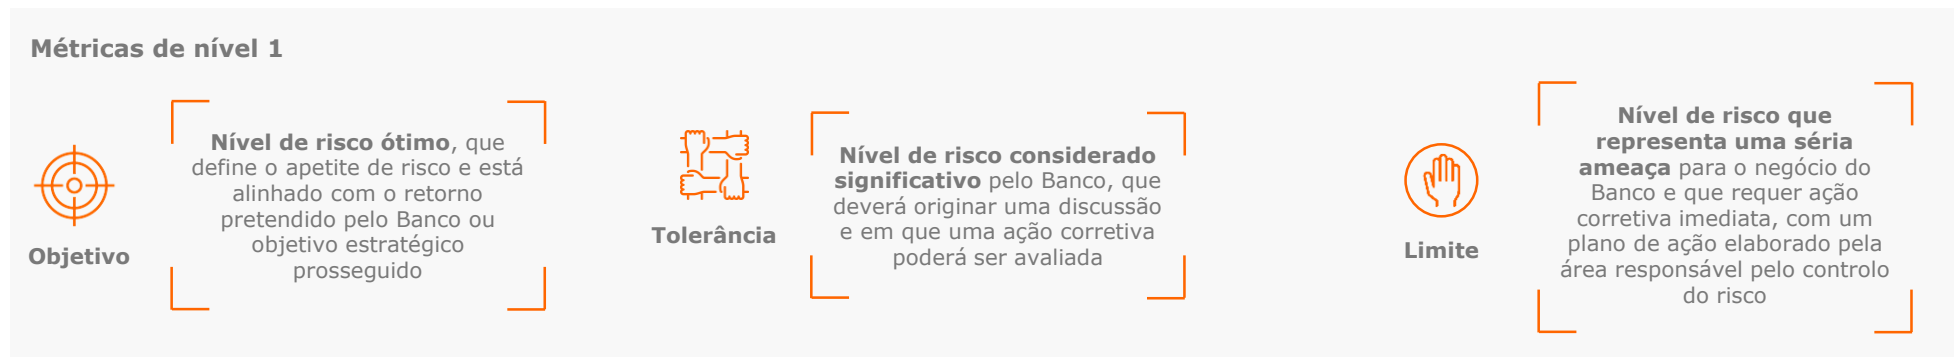 Métricas de nível 1
Objetivo
Nível de risco ótimo, que
define o apetite de risco e está
alinhado com o retorno
pretendido pelo Banco ou
objetivo estratégico
prosseguido
Tolerância
Nível de risco considerado
significativo pelo Banco, que
deverá originar uma discussão
e em que uma ação corretiva
poderá ser avaliada
Limite
Nível de risco que
representa uma séria
ameaça para o negócio do
Banco e que requer ação
corretiva imediata, com um
plano de ação elaborado pela
área responsável pelo controlo
do risco